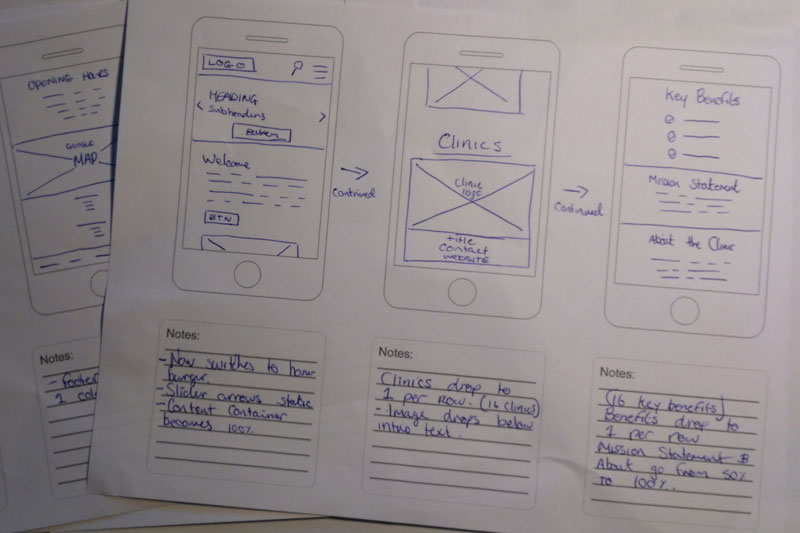 OPENING HOURS
GOOGLE
MAP
Notes:
- Footer
1 col
LOGO
HEADING
Subheading
Button
Welcome
BTN
Continued
Clinics
Clinic
logo
title
Contact
WEBSITE
Continued
Key Benefits
Mission Statement
About the Clinic
Notes:
- Nav switches to ham-
burger.
- Slider arrows static
- Content Container
becomes 100%
Notes:
Clinics drop to
1 per row. (16 clinics)
- Image drops below
intro text.
Notes:
(16 key benefits)
Benefits drop to
1 per row
Mission Statement &
About go from 50%
to 100%.